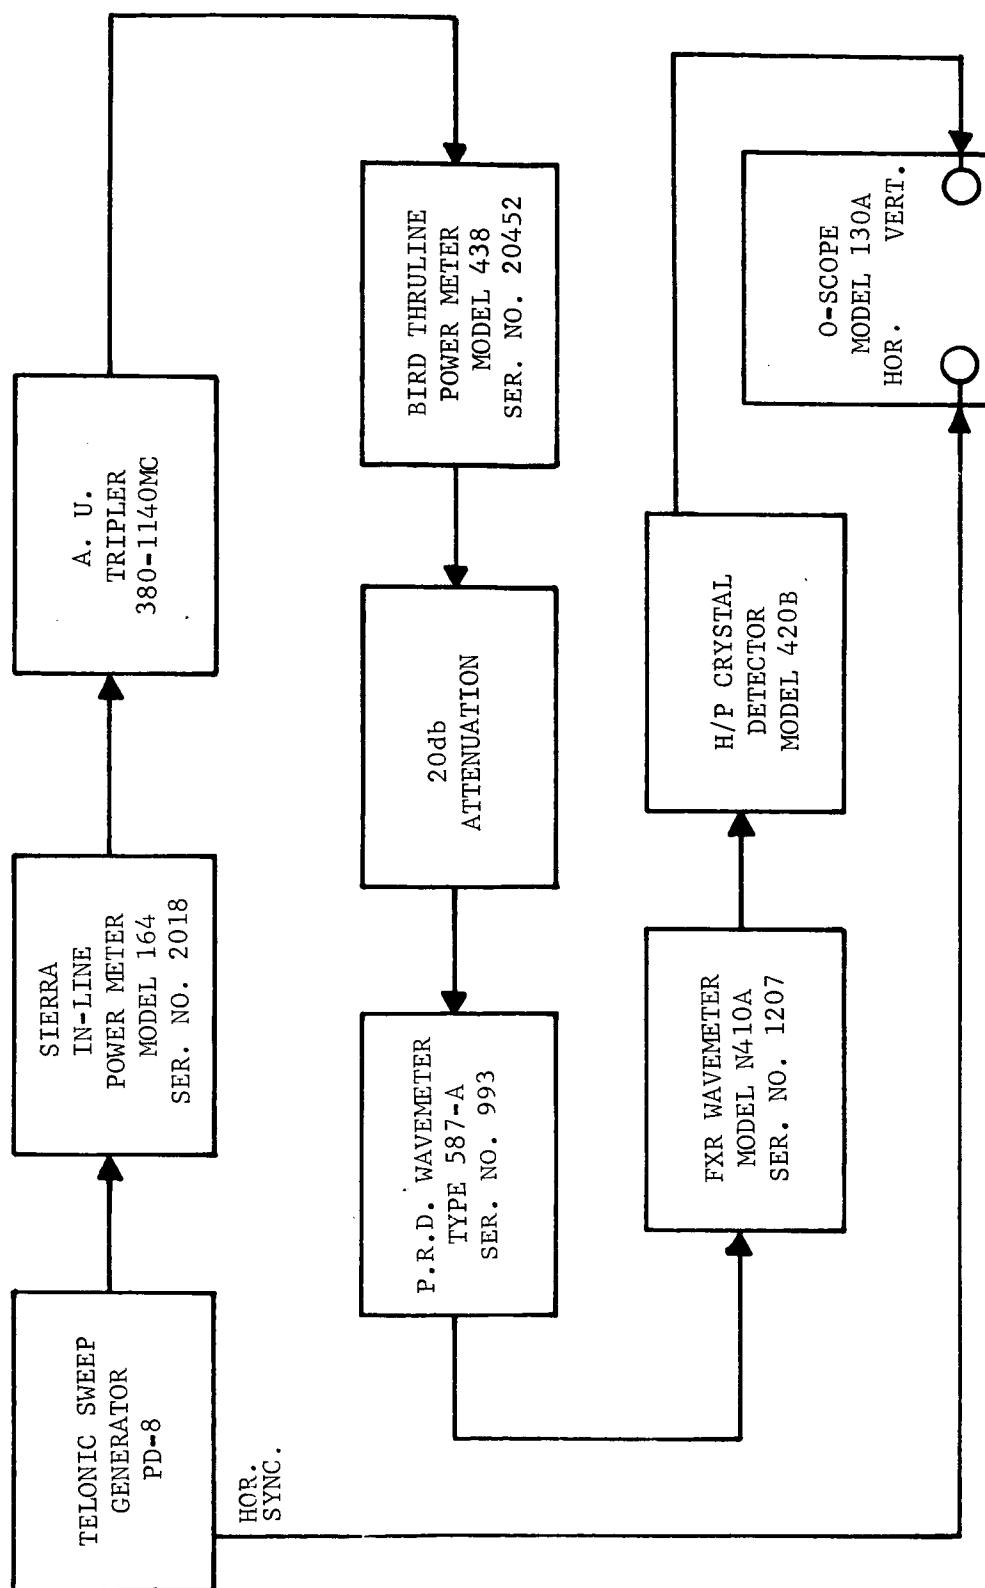 TELONIC SWEEP
GENERATOR
PD-8
HOR.
SYNC.
SIERRA
IN-LINE
POWER METER
MODEL 164
SER. NO. 2018
A. U.
TRIPLER
380-1140MC
BIRD THRULINE
POWER METER
MODEL 438
SER. NO. 20452
20db
ATTENUATION
P.R.D. WAVEMETER
TYPE 587-A
SER. NO. 993
FXR WAVEMETER
MODEL N410A
SER. NO. 1207
H/P CRYSTAL
DETECTOR
MODEL 420B
O-SCOPE
MODEL 130A
HOR. VERT.